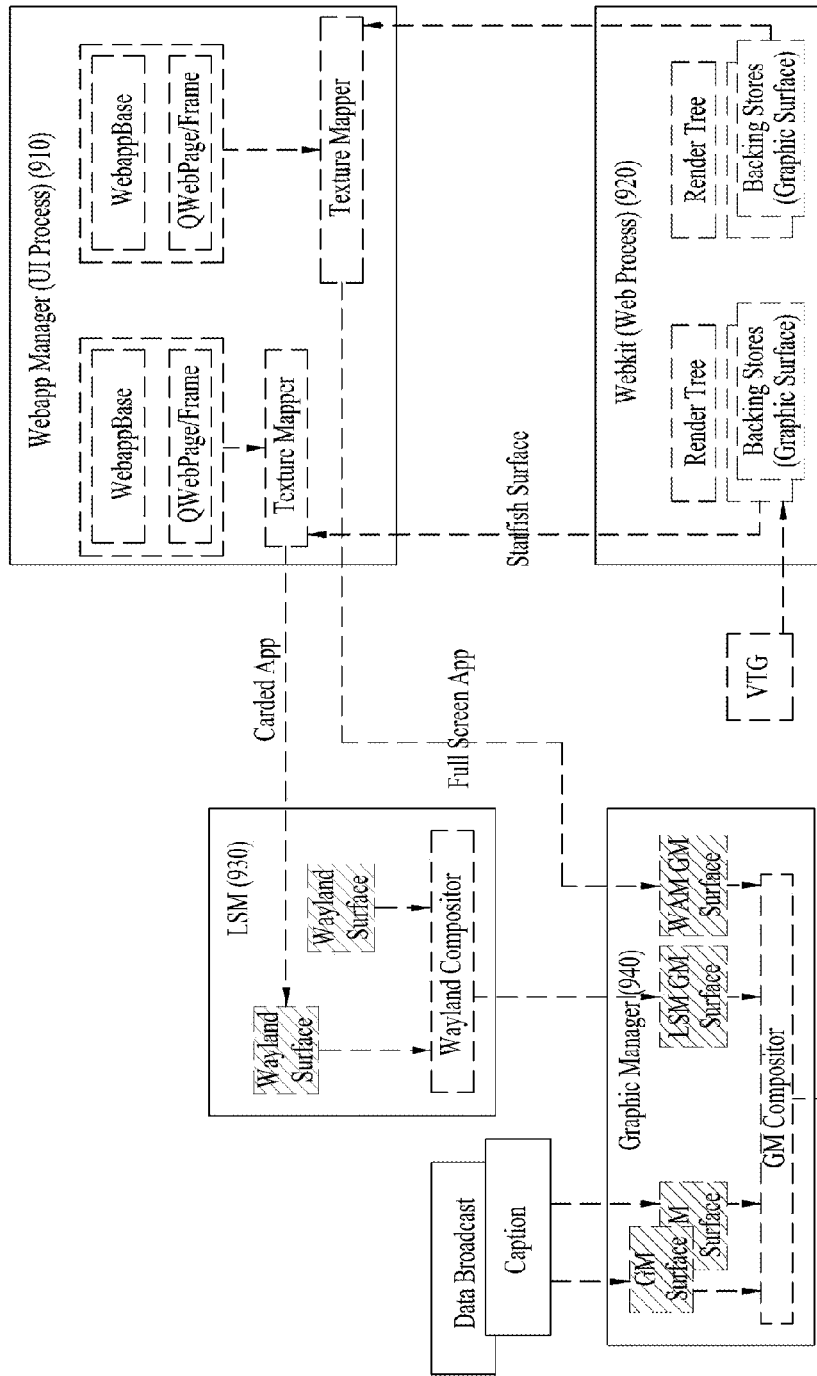 Webapp Manager (UI Process) (910)
WebappBase
QWebPage/Frame
Texture Mapper
WebappBase
QWebPage/Frame
Texture Mapper
Carded App
Full Screen App
Starfish Surface
Webkit (Web Process) (920)
Render Tree
Backing Stores
(Graphic Surface)
Render Tree
Backing Stores
(Graphic Surface)
VTG
LSM (930)
Wayland
Surface
Wayland
Surface
Wayland Compositor
Data Broadcast
Caption
Graphic Manager (940)
GM
Surface
M
Surface
LSM GM
Surface
WAM GM
Surface
GM Compositor